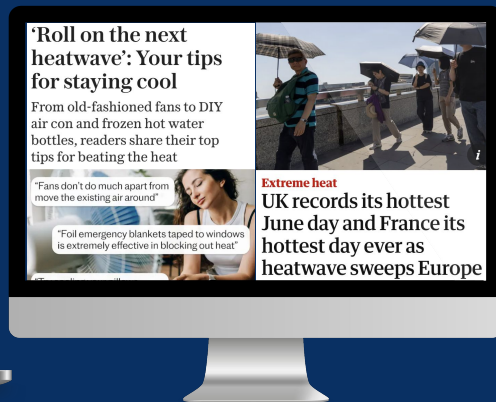 ‘Roll on the next
heatwave’: Your tips
for staying cool
From old-fashioned fans to DIY
air con and frozen hot water
bottles, readers share their top
tips for beating the heat
“Fans don’t do much apart from
move the existing air around”
“Foil emergency blankets taped to windows
is extremely effective in blocking out heat”
i
Extreme heat
UK records its hottest
June day and France its
hottest day ever as
heatwave sweeps Europe